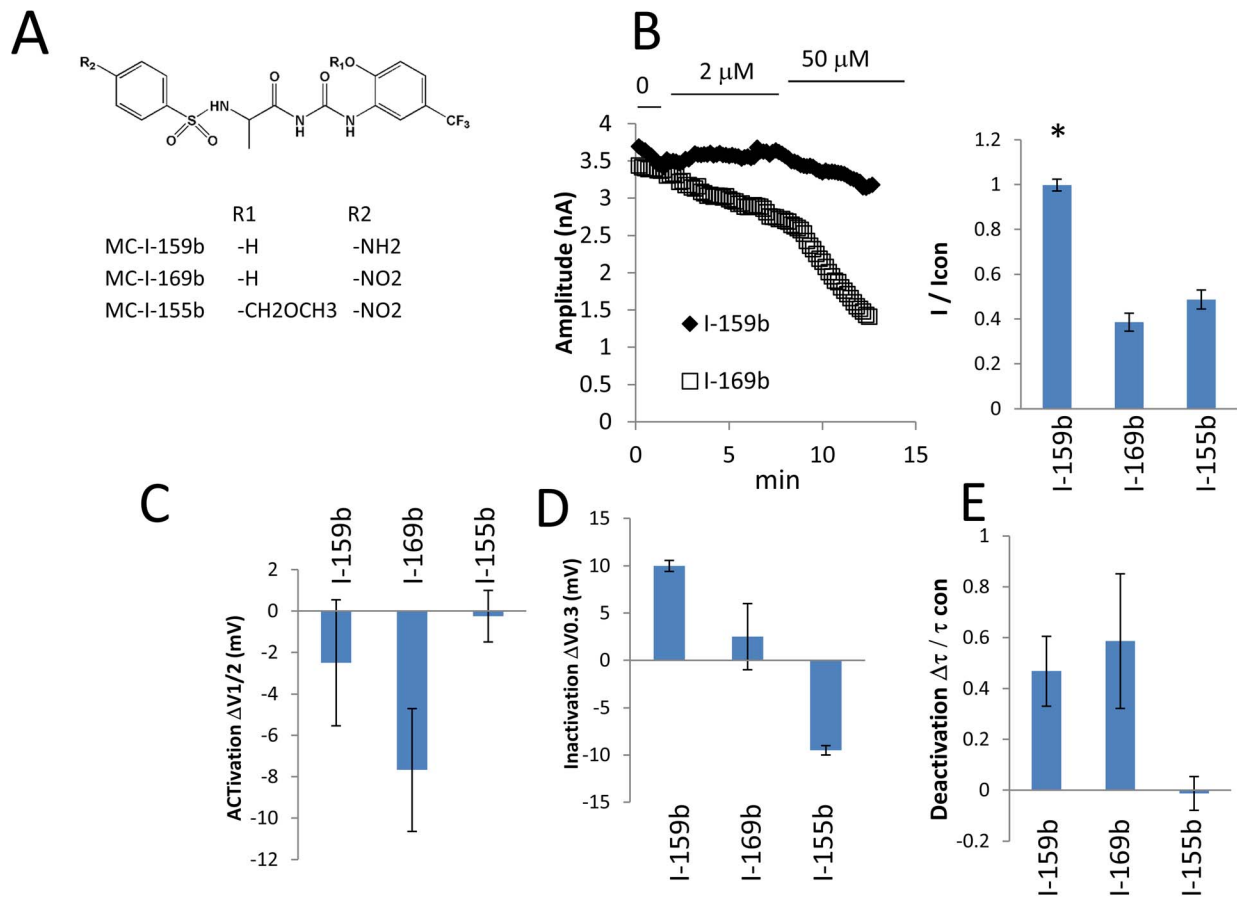 A
R2
S
O
O
HN
O
N
H
O
N
H
R1O
CF3
R1 R2
MC-I-159b -H -NH2
MC-I-169b -H -NO2
MC-I-155b -CH2OCH3 -NO2
B
0 2 μM 50 μM
Amplitude (nA)
4
3.5
3
2.5
2
1.5
1
0.5
0
0 5 10 15
min
I-159b
I-169b
I / Icon
1.2
1
0.8
0.6
0.4
0.2
0
*
I-159b
I-169b
I-155b
C
I-159b
I-169b
I-155b
ACTivation ΔV1/2 (mV)
2
0
-2
-4
-6
-8
-10
-12
D
Inactivation ΔV0.3 (mV)
15
10
5
0
-5
-10
-15
I-159b
I-169b
I-155b
E
Deactivation Δτ / τ con
1
0.8
0.6
0.4
0.2
0
-0.2
I-159b
I-169b
I-155b